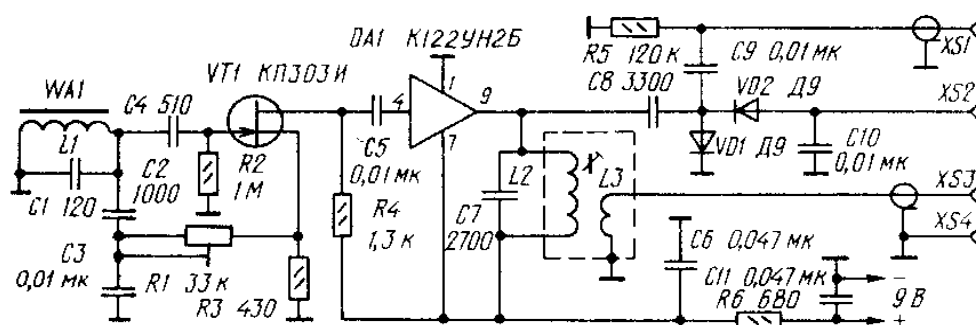 DA1 К122УН2Б
VT1 КП303И
WA1
C4 510
L1
C1 120
C2
1000
C3
0,01 мк
R1 33 к
R2
1 М
R3 430
R4
1,3 к
C5
0,01 мк
4
1
9
7
R5 120 к
C8 3300
C9 0,01 мк
VD2 Д9
VD1 Д9
C10
0,01 мк
XS1
XS2
XS3
XS4
L2
L3
C7
2700
C6 0,047 мк
C11 0,047 мк
R6 680
−
9 В
+